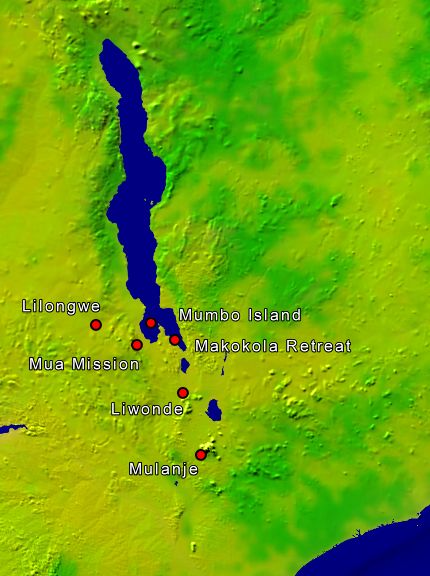 Lilongwe
Mumbo Island
Makokola Retreat
Mua Mission
Liwonde
Mulanje